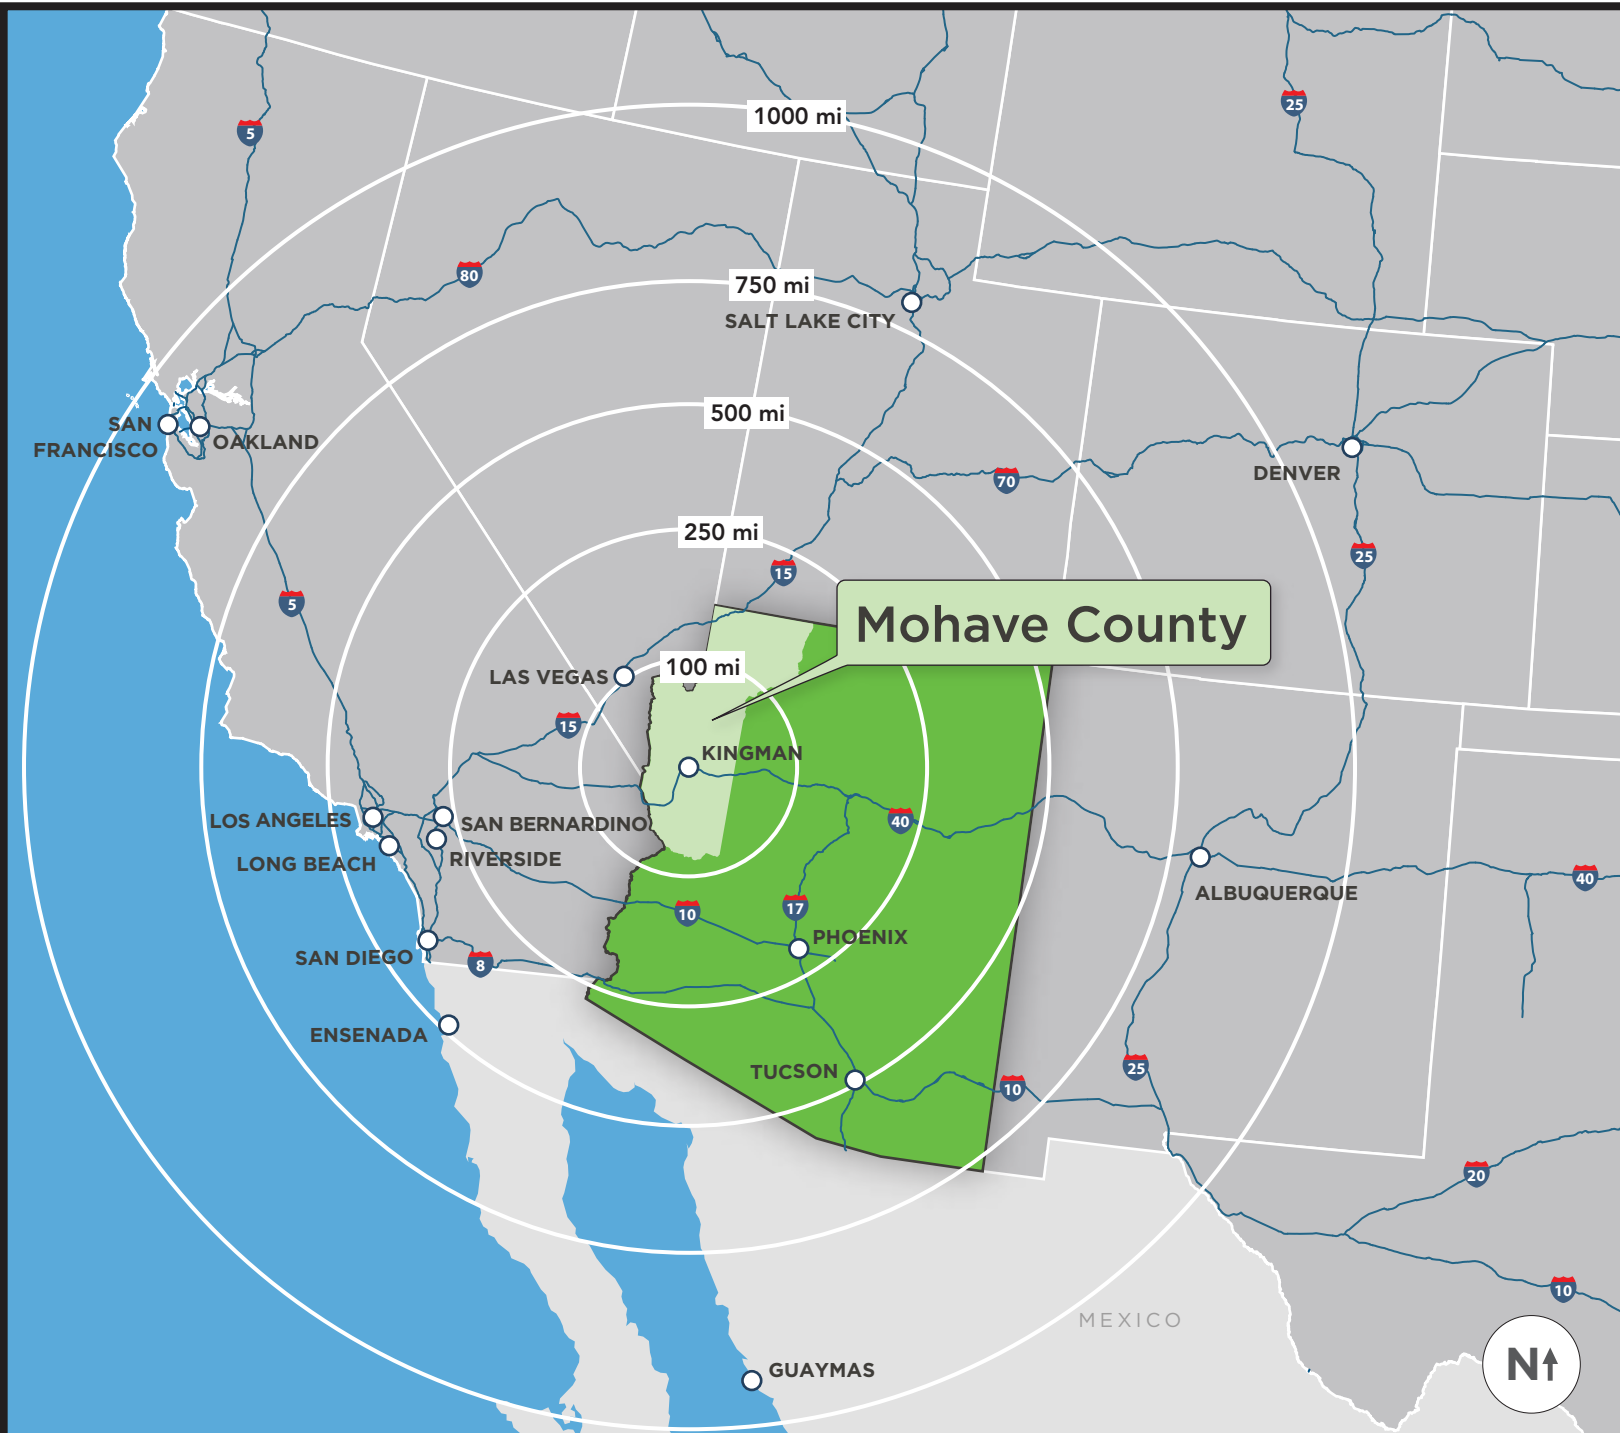 1000 mi
25
5
80
750 mi
SALT LAKE CITY
500 mi
SAN
FRANCISCO
OAKLAND
70
DENVER
250 mi
15
25
5
Mohave County
100 mi
LAS VEGAS
15
KINGMAN
LOS ANGELES
SAN BERNARDINO
40
LONG BEACH
RIVERSIDE
40
ALBUQUERQUE
10
17
PHOENIX
SAN DIEGO
8
ENSENADA
TUCSON
25
10
20
10
MEXICO
GUAYMAS
N